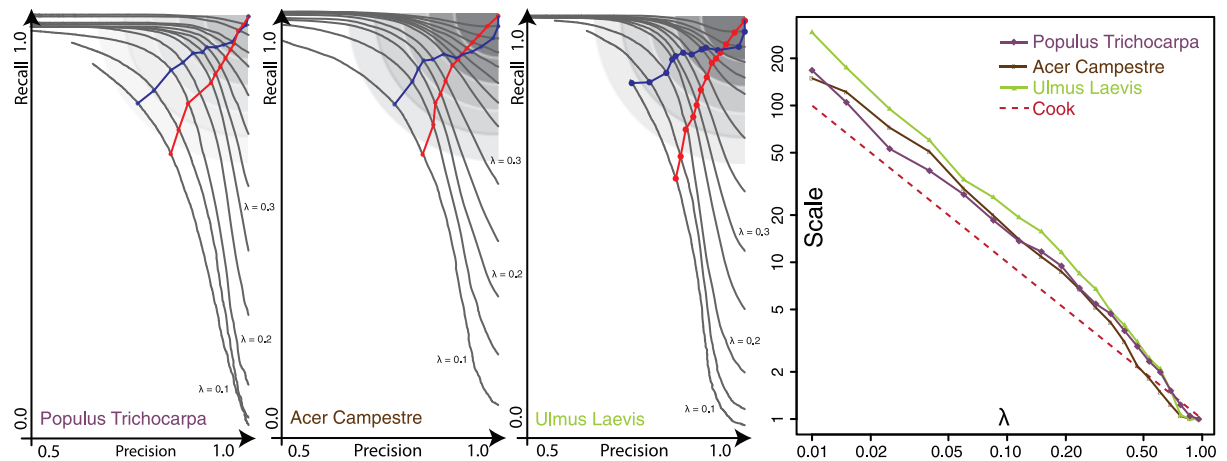 Recall
1.0
0.0
λ = 0.3
λ = 0.2
λ = 0.1
Populus Trichocarpa
0.5
Precision
1.0
Recall
1.0
0.0
λ = 0.3
λ = 0.2
λ = 0.1
Acer Campestre
0.5
Precision
1.0
Recall
1.0
0.0
λ = 0.3
λ = 0.2
λ = 0.1
Ulmus Laevis
0.5
Precision
1.0
Populus Trichocarpa
Acer Campestre
Ulmus Laevis
Cook
Scale
200
100
50
20
10
5
2
1
λ
0.01
0.02
0.05
0.10
0.20
0.50
1.00